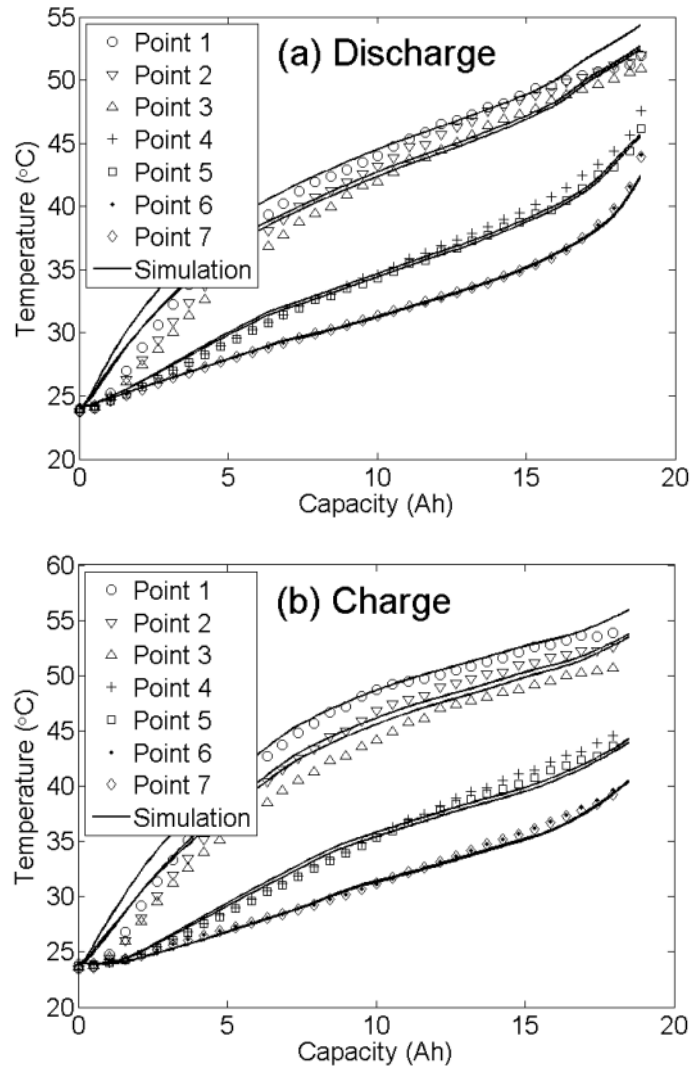 55
50
45
40
35
30
25
20
Temperature (°C)
(a) Discharge
Point 1
Point 2
Point 3
Point 4
Point 5
Point 6
Point 7
Simulation
0 5 10 15 20
Capacity (Ah)
60
55
50
45
40
35
30
25
20
Temperature (°C)
(b) Charge
Point 1
Point 2
Point 3
Point 4
Point 5
Point 6
Point 7
Simulation
0 5 10 15 20
Capacity (Ah)